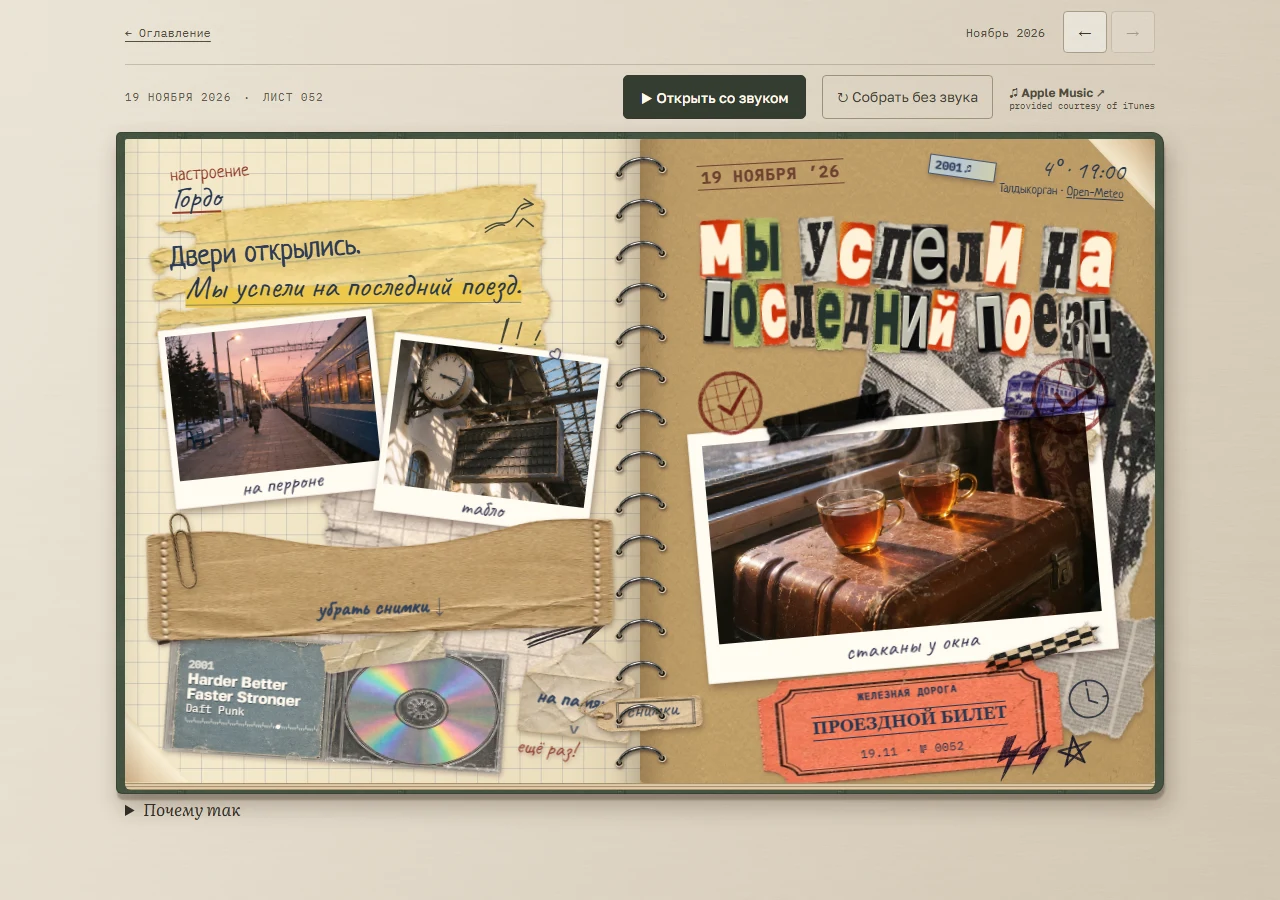 ← Оглавление
Ноябрь 2026
←
→
19 НОЯБРЯ 2026 · ЛИСТ 052
▶ Открыть со звуком
↻ Собрать без звука
♫ Apple Music ↗
provided courtesy of iTunes
настроение
Гордо
Двери открылись.
Мы успели на последний поезд.
!!!
на перроне
табло
убрать снимки ↓
2001
Harder Better
Faster Stronger
Daft Punk
ещё раз!
снимки
19 НОЯБРЯ ’26
2001♫
4° · 19:00
Талдыкорган · Open-Meteo
Мы успели на
последний поезд
стаканы у окна
ЖЕЛЕЗНАЯ ДОРОГА
ПРОЕЗДНОЙ БИЛЕТ
19.11 · № 0052
▶ Почему так